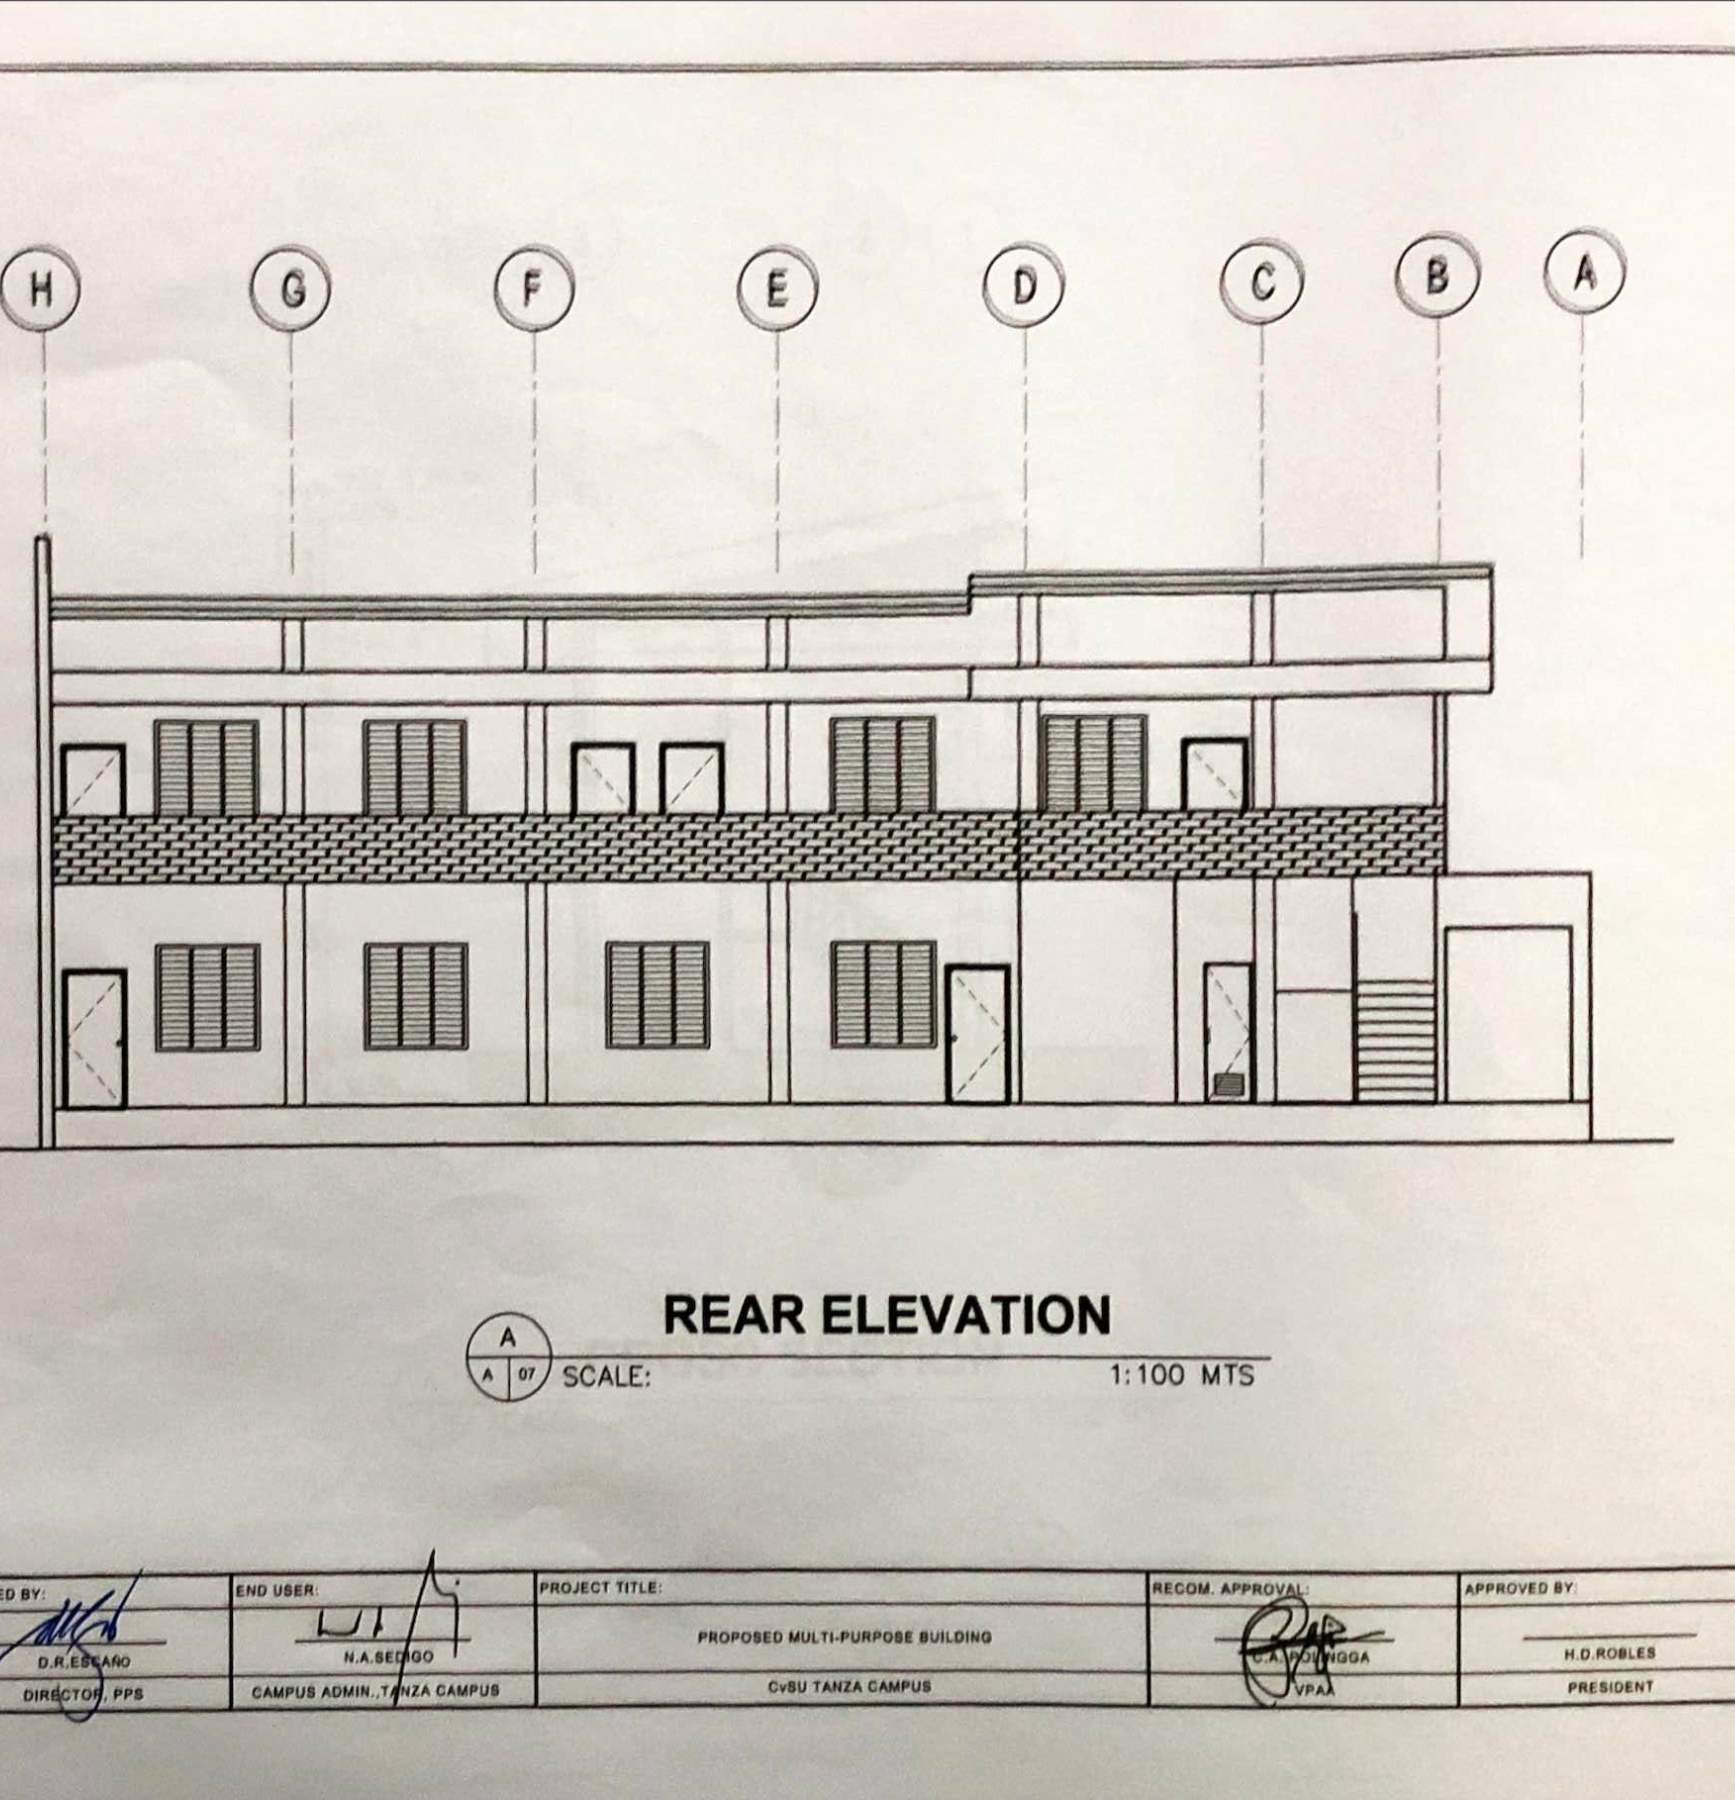 H G F E D C B A
REAR ELEVATION
A
A 07 SCALE: 1:100 MTS
ED BY:
D.R.ESCAÑO
DIRECTOR, PPS
END USER:
N.A.SEDIGO
CAMPUS ADMIN.,TANZA CAMPUS
PROJECT TITLE:
PROPOSED MULTI-PURPOSE BUILDING
CvSU TANZA CAMPUS
RECOM. APPROVAL:
VPAA
APPROVED BY:
H.D.ROBLES
PRESIDENT